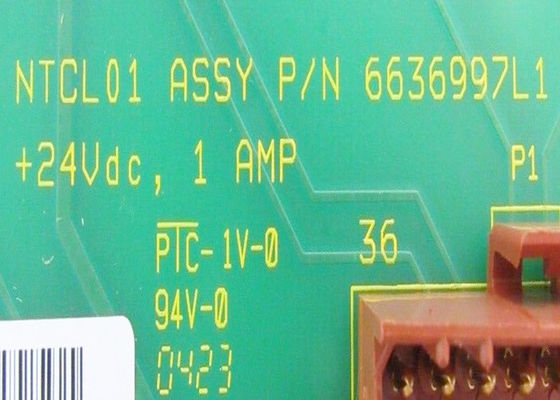 NTCL01 ASSY P/N 6636997L1
+24Vdc, 1 AMP
P1
PTC-1V-0
36
94V-0
0423